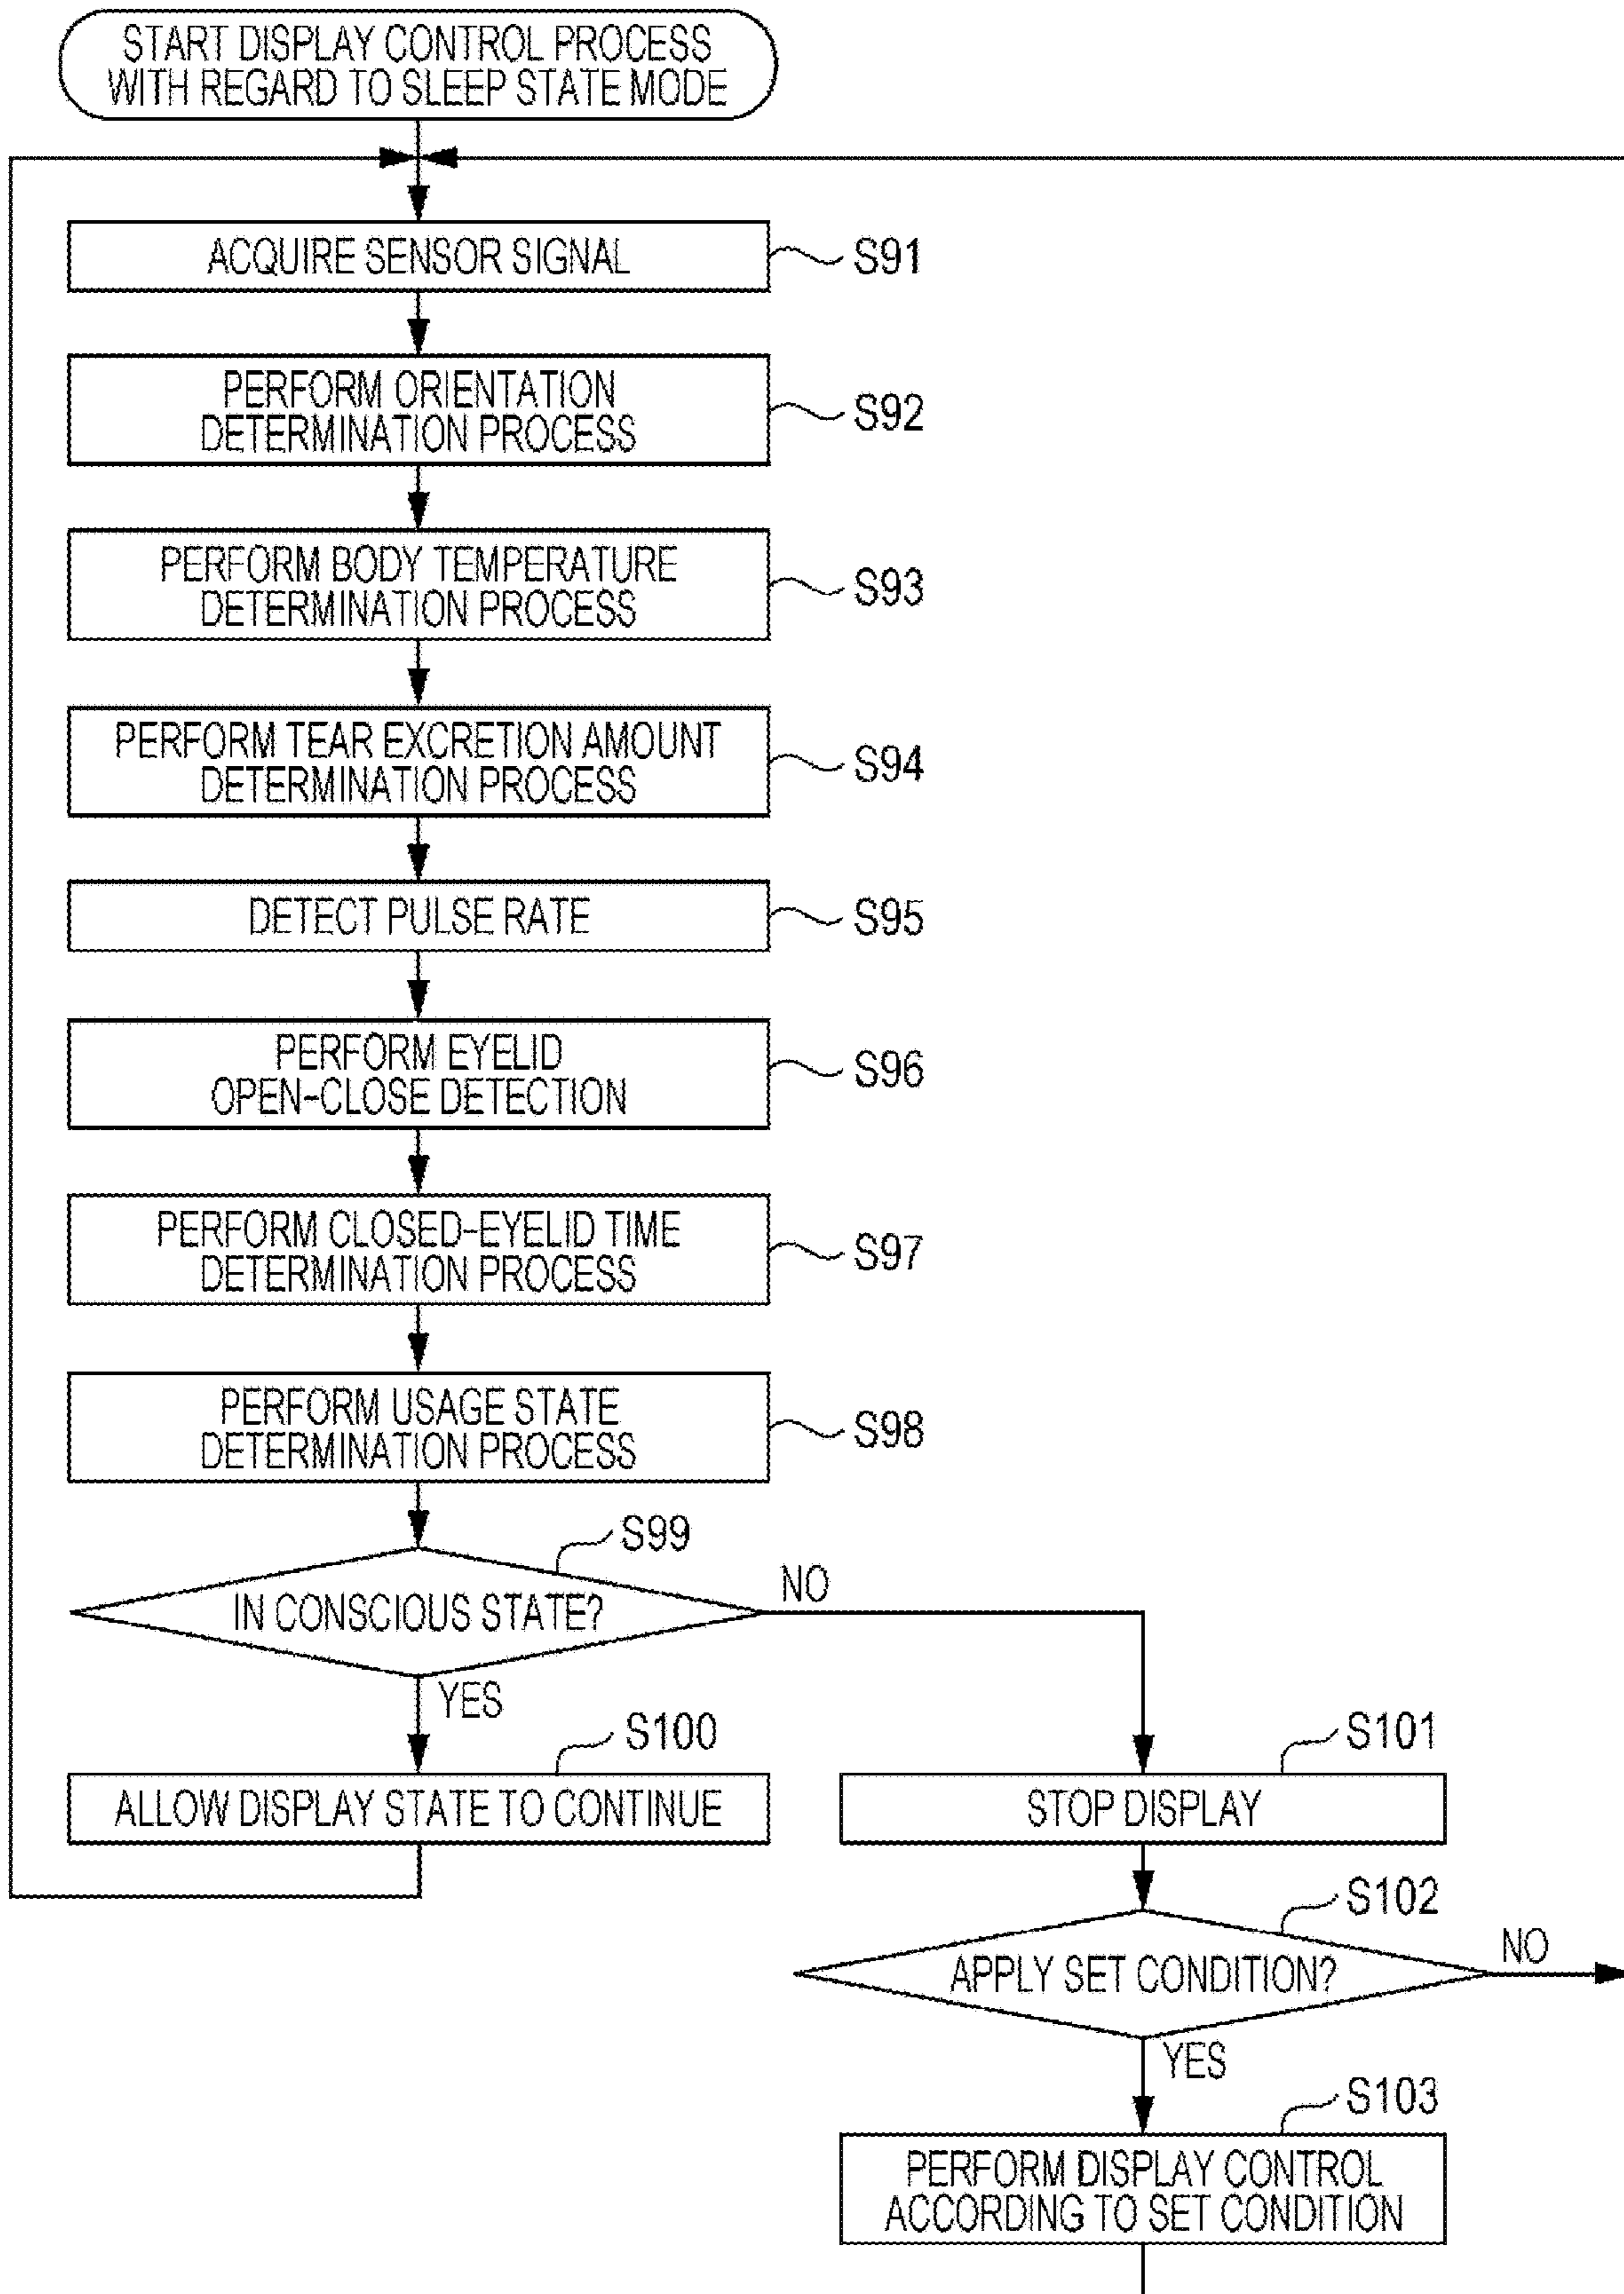 START DISPLAY CONTROL PROCESS
WITH REGARD TO SLEEP STATE MODE
ACQUIRE SENSOR SIGNAL
S91
PERFORM ORIENTATION
DETERMINATION PROCESS
S92
PERFORM BODY TEMPERATURE
DETERMINATION PROCESS
S93
PERFORM TEAR EXCRETION AMOUNT
DETERMINATION PROCESS
S94
DETECT PULSE RATE
S95
PERFORM EYELID
OPEN-CLOSE DETECTION
S96
PERFORM CLOSED-EYELID TIME
DETERMINATION PROCESS
S97
PERFORM USAGE STATE
DETERMINATION PROCESS
S98
S99
IN CONSCIOUS STATE?
NO
YES
S100
ALLOW DISPLAY STATE TO CONTINUE
S101
STOP DISPLAY
S102
APPLY SET CONDITION?
NO
YES
S103
PERFORM DISPLAY CONTROL
ACCORDING TO SET CONDITION